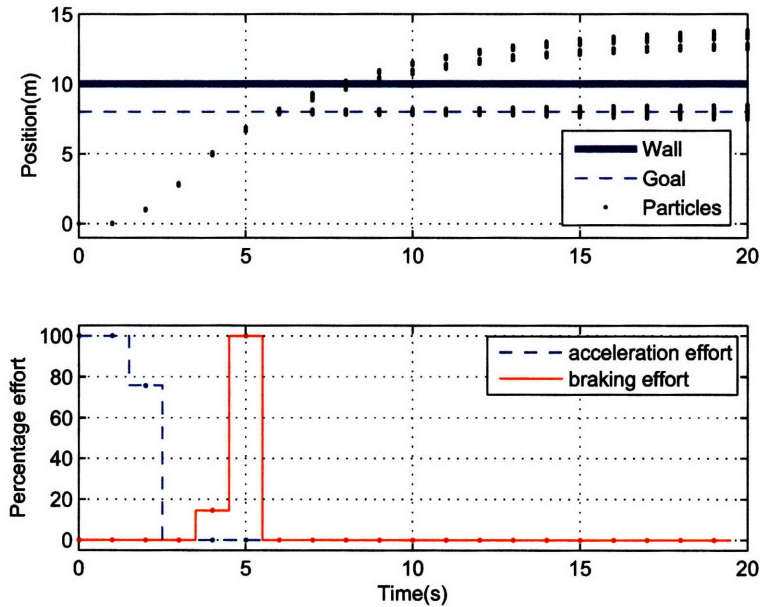 15
10
5
0
Position(m)
Wall
Goal
Particles
0 5 10 15 20
100
80
60
40
20
0
Percentage effort
acceleration effort
braking effort
0 5 10 15 20
Time(s)